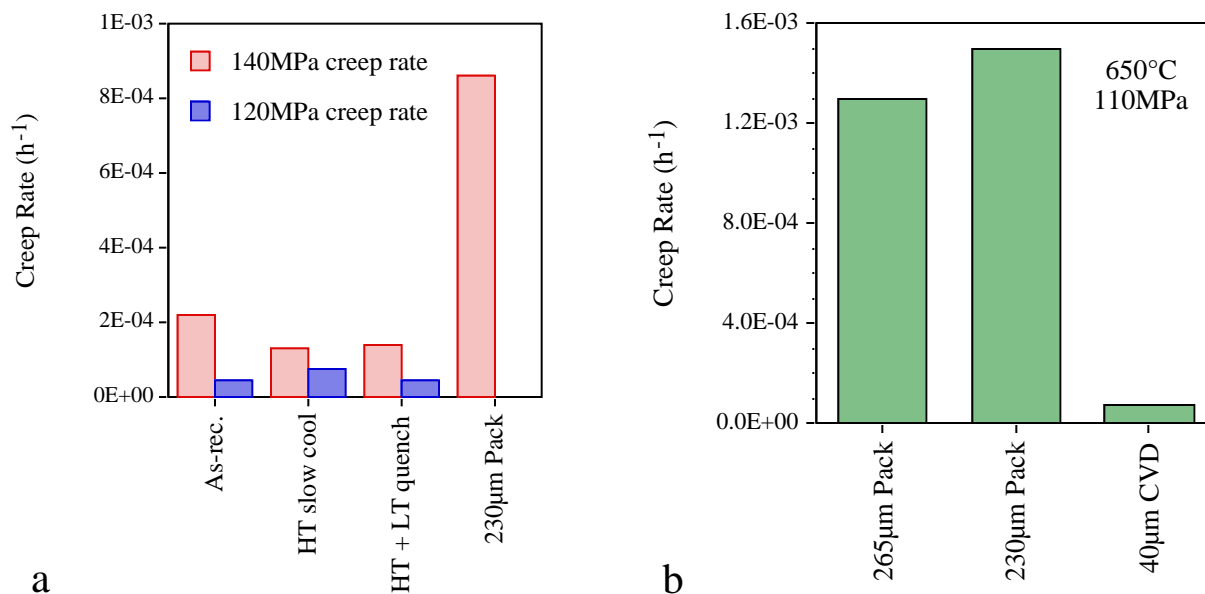 1E-03
8E-04
6E-04
4E-04
2E-04
0E+00
Creep Rate (h-1)
140MPa creep rate
120MPa creep rate
As-rec.
HT slow cool
HT + LT quench
230µm Pack
a
1.6E-03
1.2E-03
8.0E-04
4.0E-04
0.0E+00
Creep Rate (h-1)
650°C
110MPa
265µm Pack
230µm Pack
40µm CVD
b